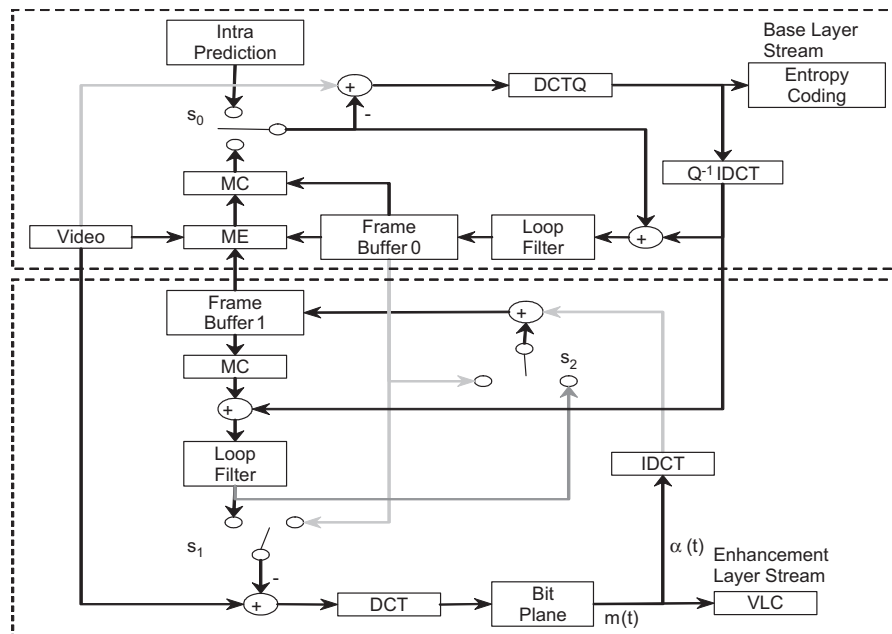 Intra
Prediction
Base Layer
Stream
+
DCTQ
Entropy
Coding
-
s0
MC
Q-1 IDCT
Video
ME
Frame
Buffer 0
Loop
Filter
+
Frame
Buffer 1
+
MC
s2
+
Loop
Filter
IDCT
s1
α (t)
Enhancement
Layer Stream
-
+
DCT
Bit
Plane
m(t)
VLC